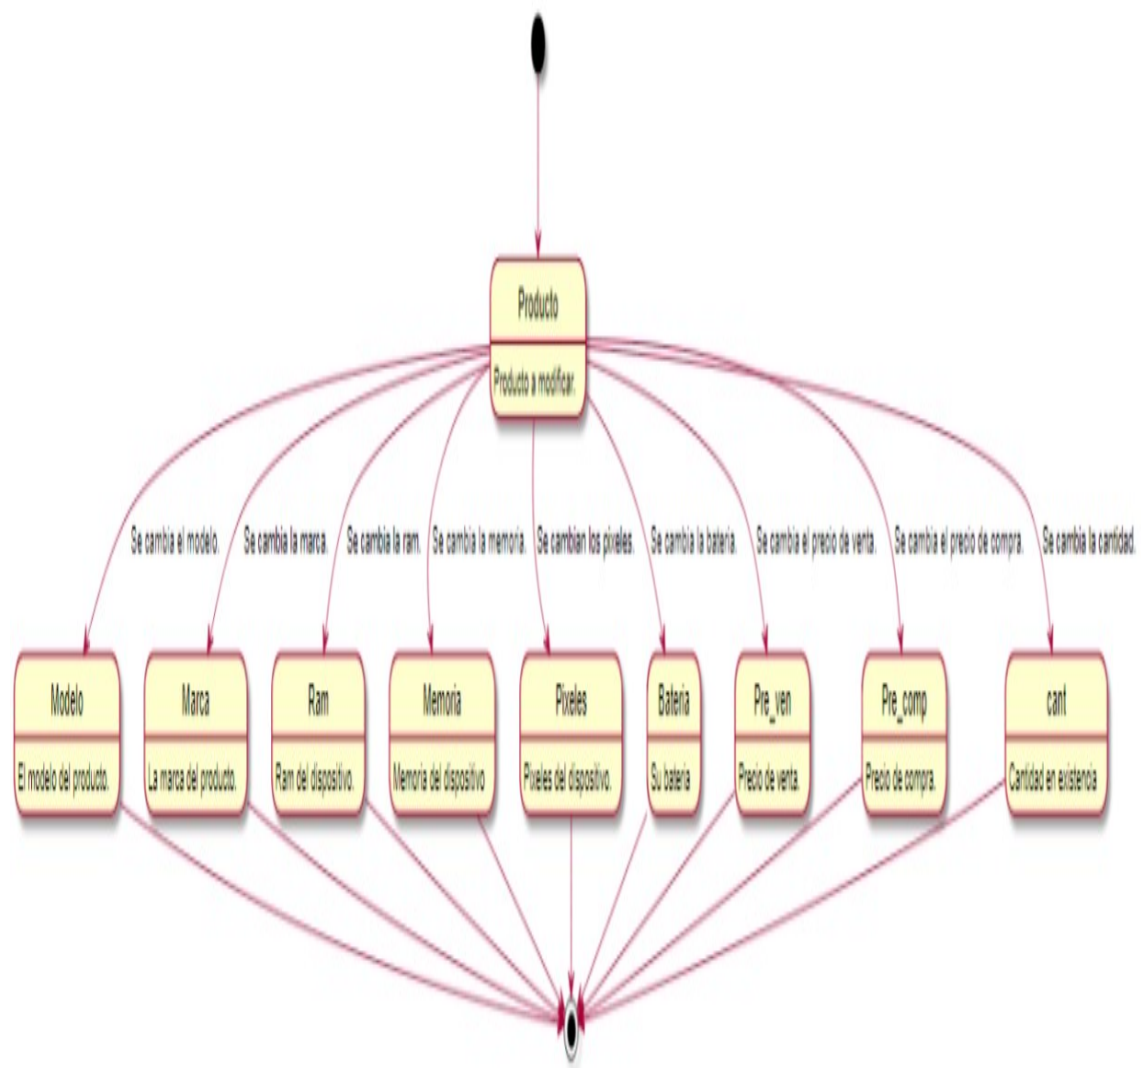 Producto
Producto a modificar.
Se cambia el modelo.
Se cambia la marca.
Se cambia la ram.
Se cambia la memoria.
Se cambian los pixeles.
Se cambia la bateria.
Se cambia el precio de venta.
Se cambia el precio de compra.
Se cambia la cantidad.
Modelo
El modelo del producto.
Marca
La marca del producto.
Ram
Ram del dispositivo.
Memoria
Memoria del dispositivo
Pixeles
Pixeles del dispositivo.
Bateria
Su bateria
Pre_ven
Precio de venta.
Pre_comp
Precio de compra.
cant
Cantidad en existencia